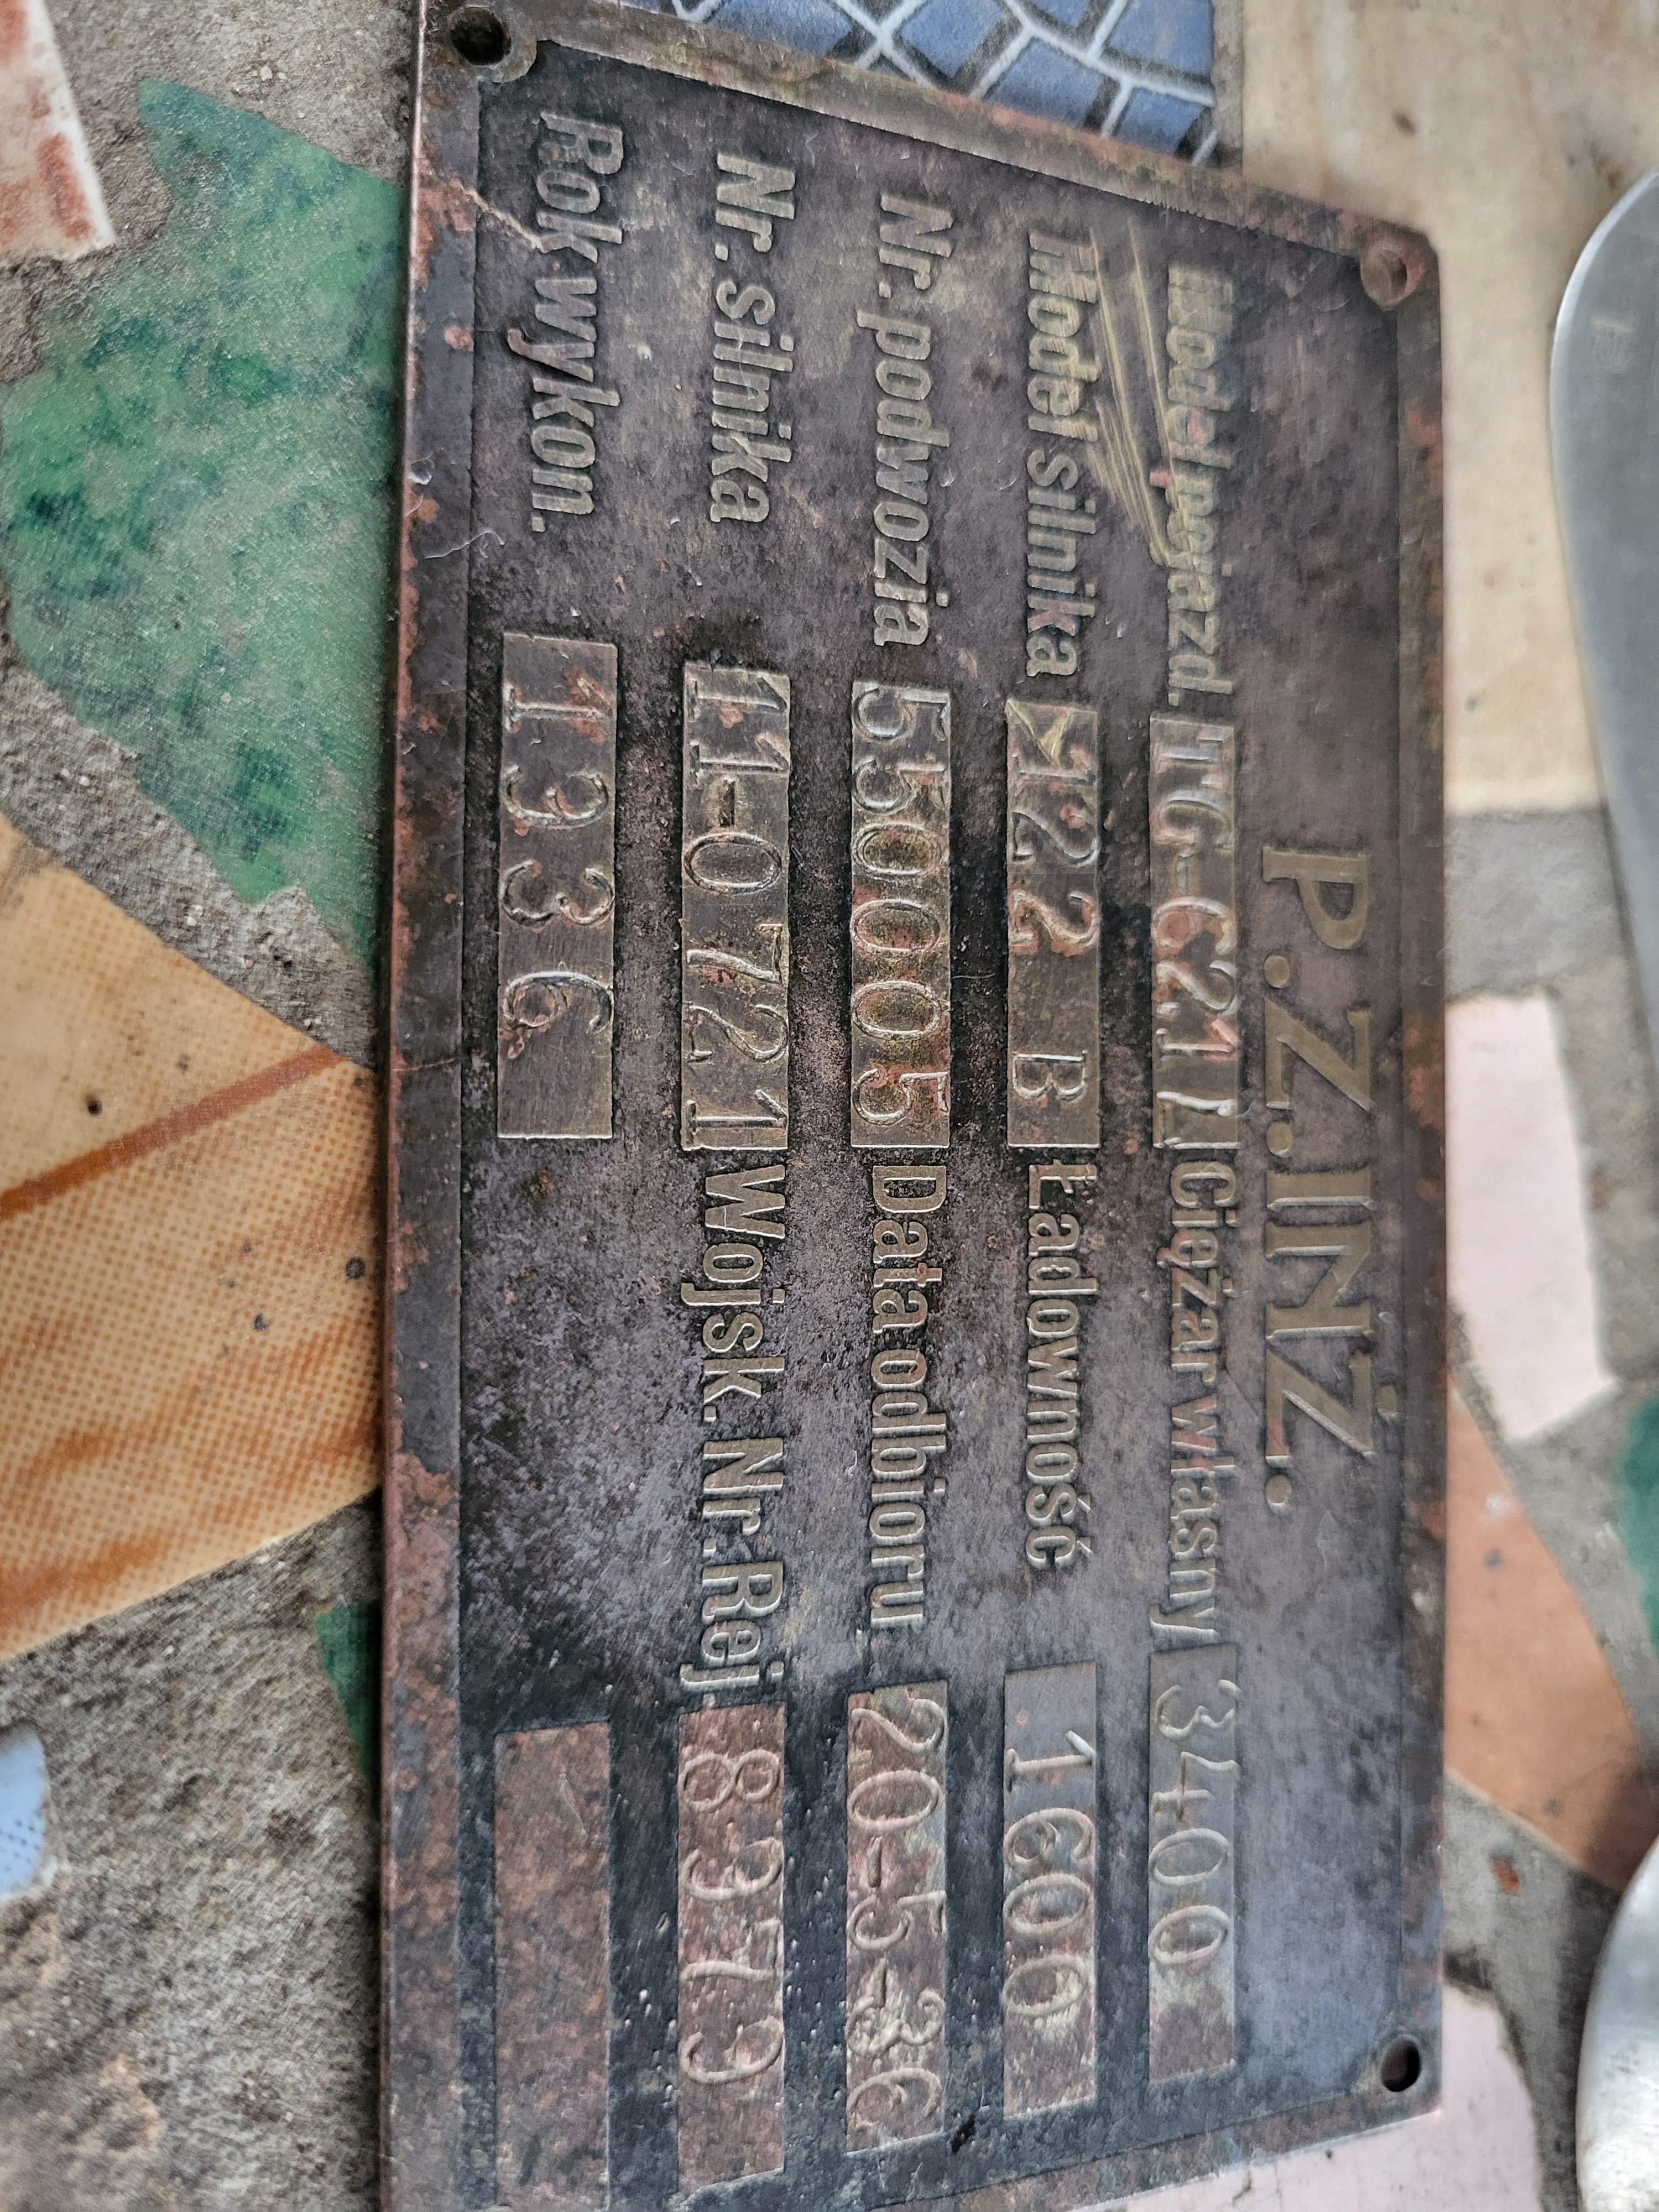 P.Z.INŻ.
Model pojazd. TG-621 L Ciężar własny 3400
Model silnika 122 B Ładowność 1600
Nr. podwozia 550005 Data odbioru 20-5-36
Nr. silnika 11-0721 Wojsk. Nr. Rej. 8379
Rok wykon. 1936